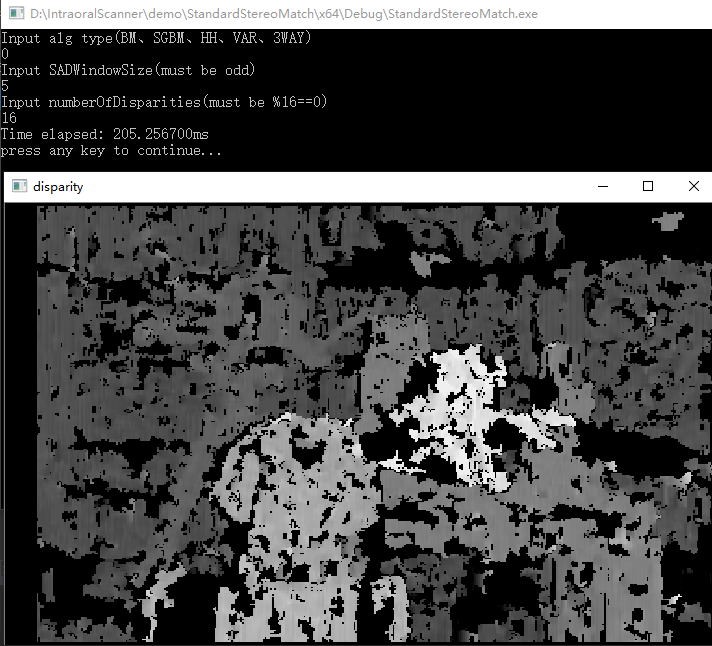 D:\IntraoralScanner\demo\StandardStereoMatch\x64\Debug\StandardStereoMatch.exe
Input alg type(BM、SGBM、HH、VAR、3WAY)
0
Input SADWindowSize(must be odd)
5
Input numberOfDisparities(must be %16==0)
16
Time elapsed: 205.256700ms
press any key to continue...
disparity